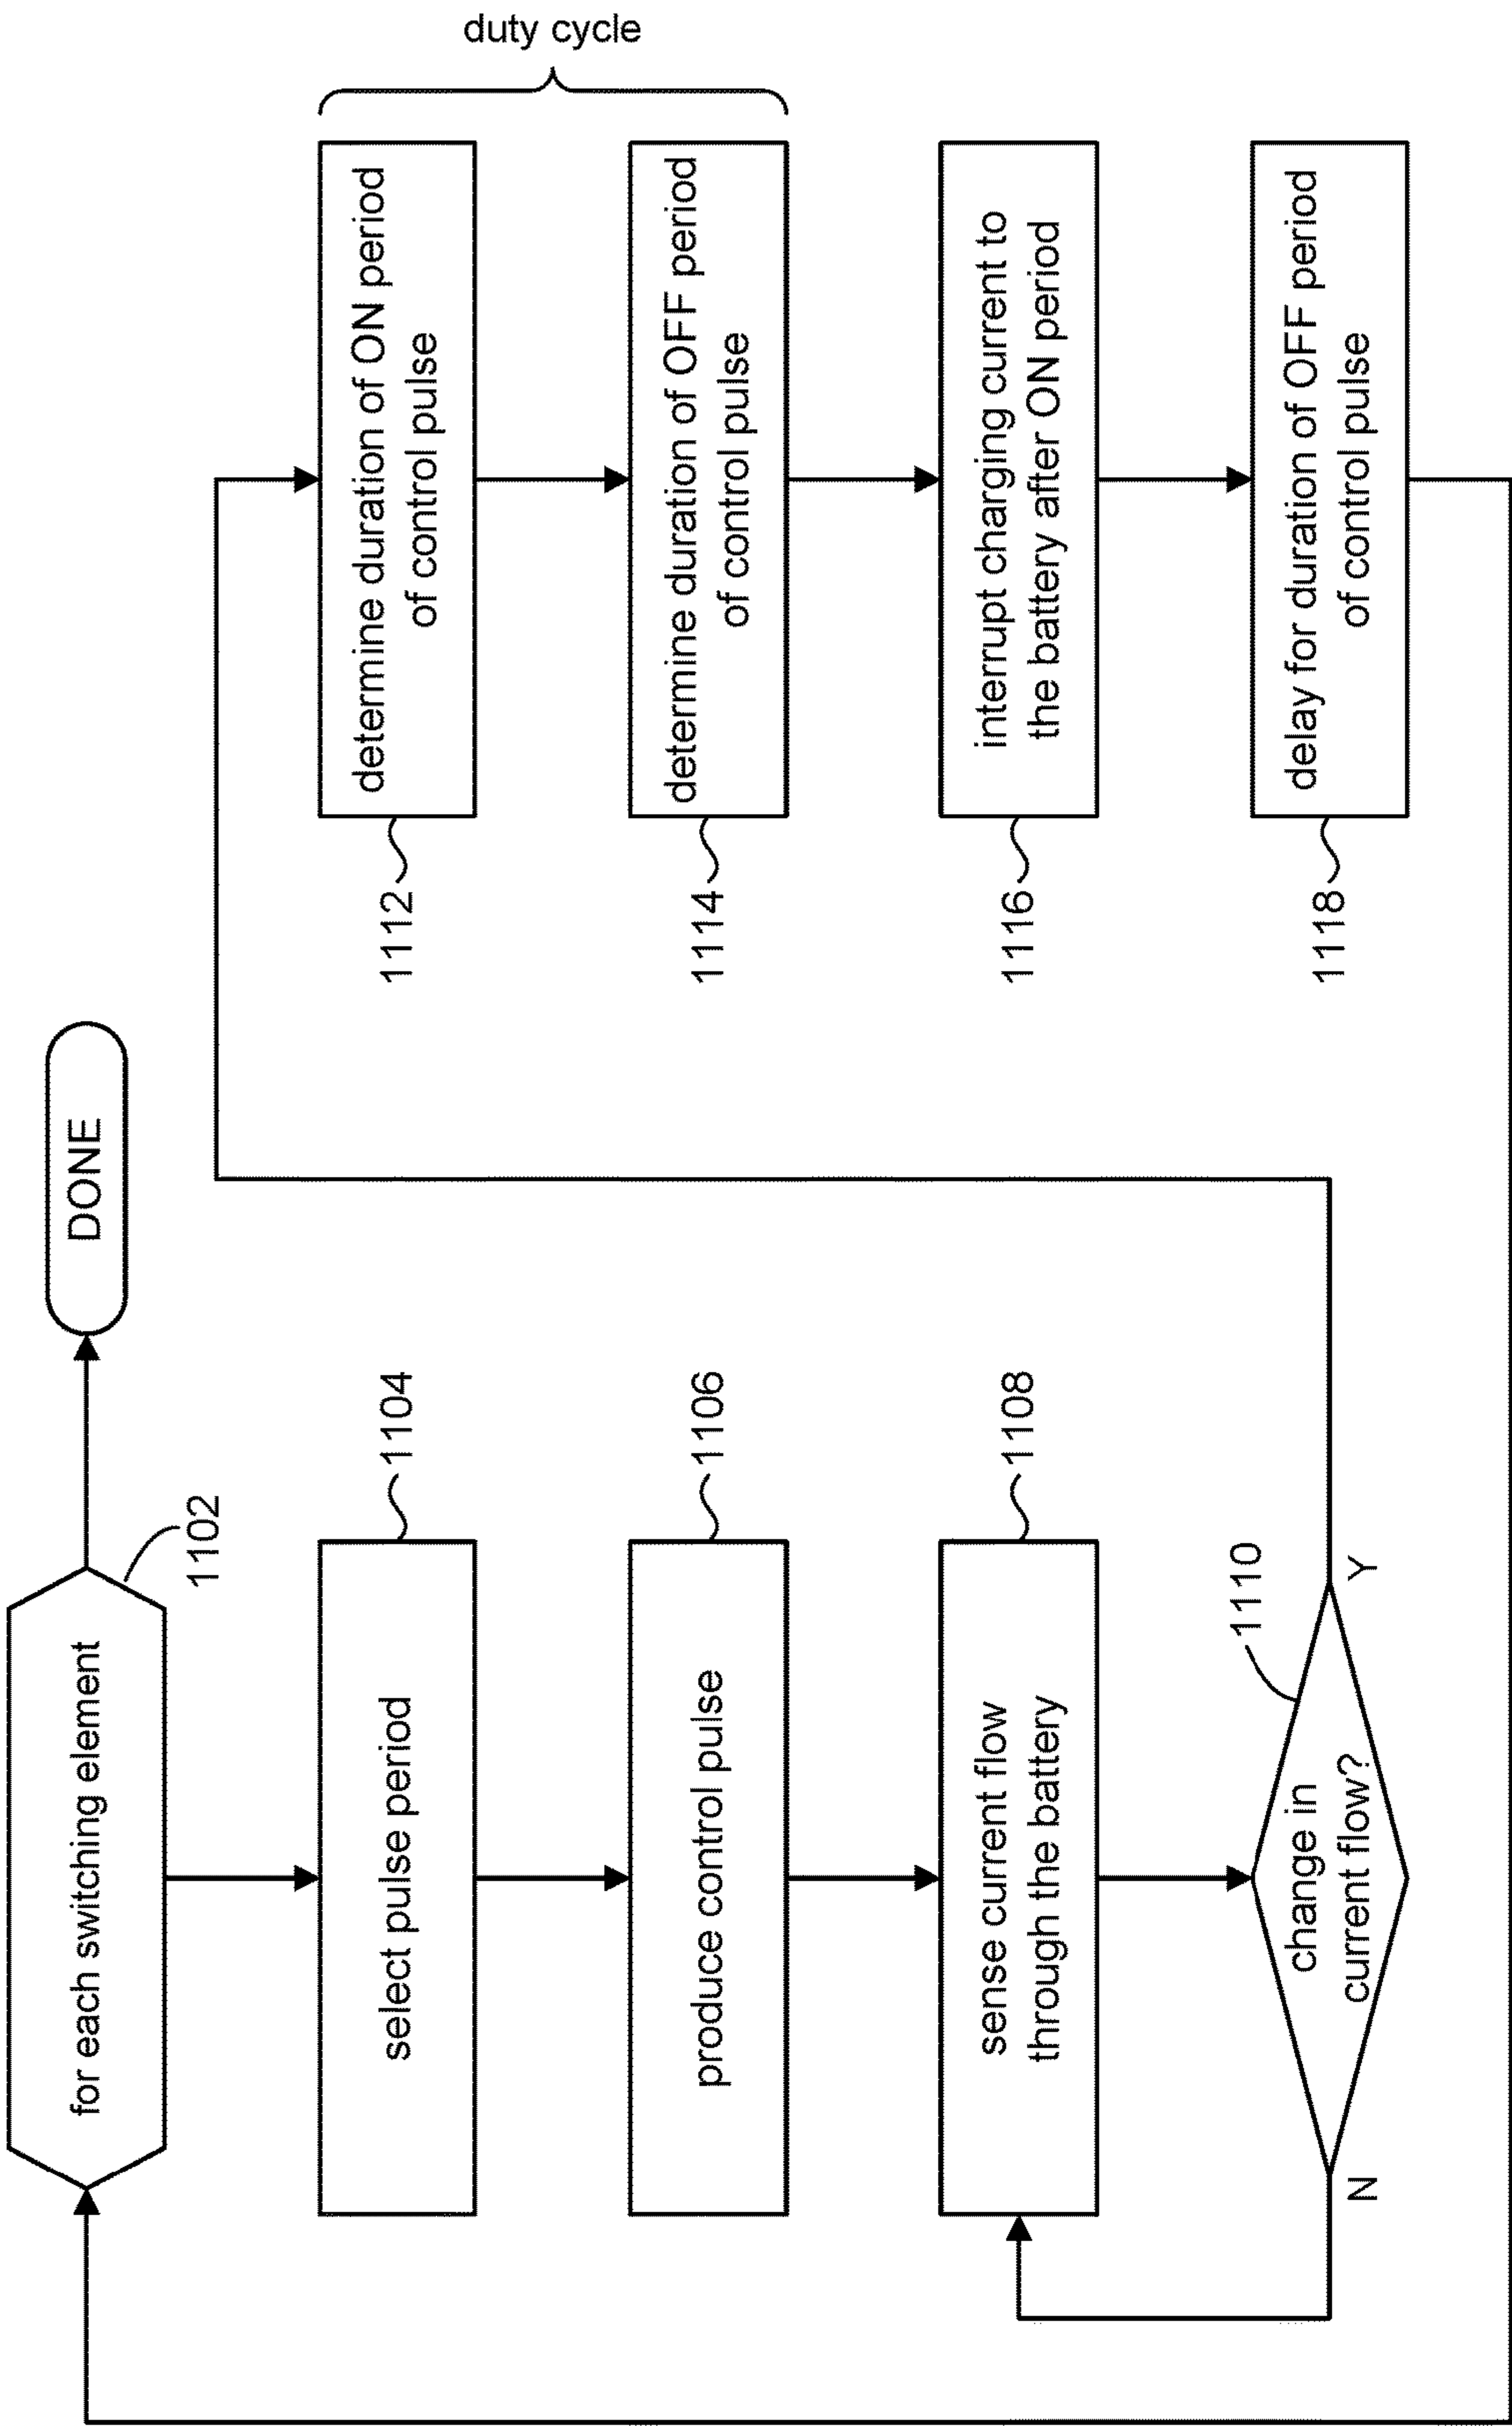 for each switching element
1102
DONE
select pulse period
1104
produce control pulse
1106
sense current flow
through the battery
1108
change in
current flow?
1110
N
Y
duty cycle
determine duration of ON period
of control pulse
1112
determine duration of OFF period
of control pulse
1114
interrupt charging current to
the battery after ON period
1116
delay for duration of OFF period
of control pulse
1118